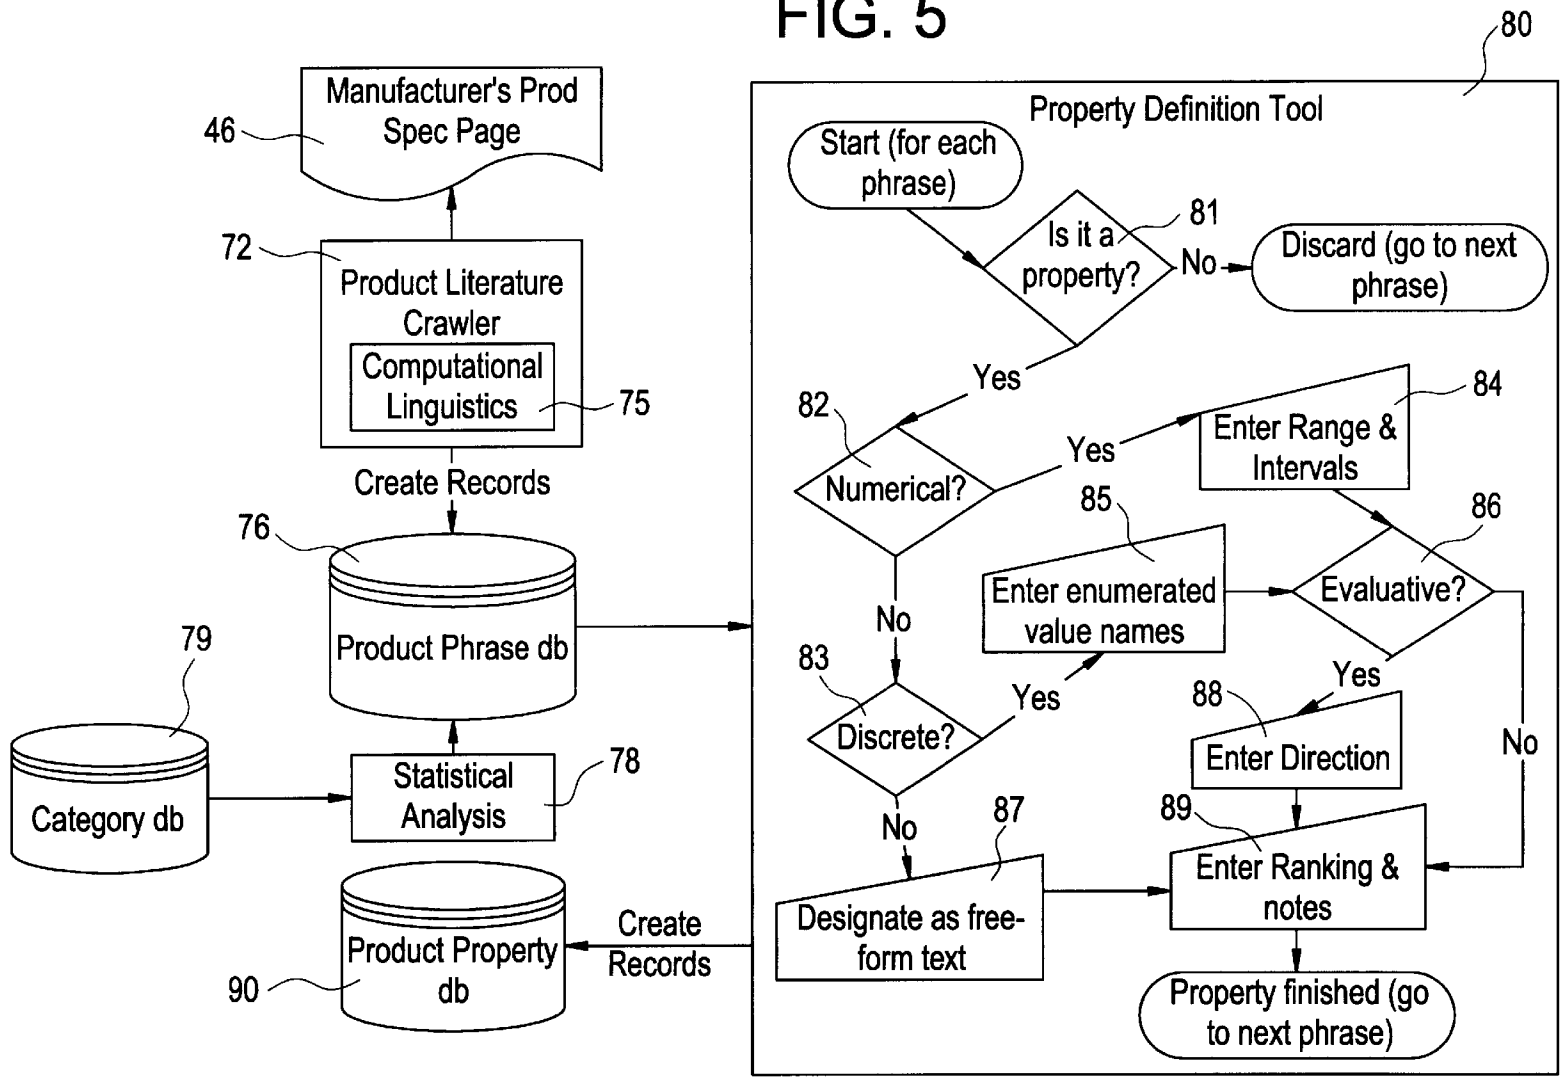 FIG. 5
80
Manufacturer's Prod
Spec Page
46
72
Product Literature
Crawler
Computational
Linguistics
75
Create Records
76
Product Phrase db
79
Category db
Statistical
Analysis
78
Product Property
db
90
Create
Records
Property Definition Tool
Start (for each
phrase)
Is it a
property?
81
No
Discard (go to next
phrase)
Yes
82
Numerical?
Yes
Enter Range &
Intervals
84
85
Enter enumerated
value names
86
Evaluative?
No
83
Discrete?
Yes
Yes
88
Enter Direction
No
No
87
Designate as free-
form text
89
Enter Ranking &
notes
Property finished (go
to next phrase)